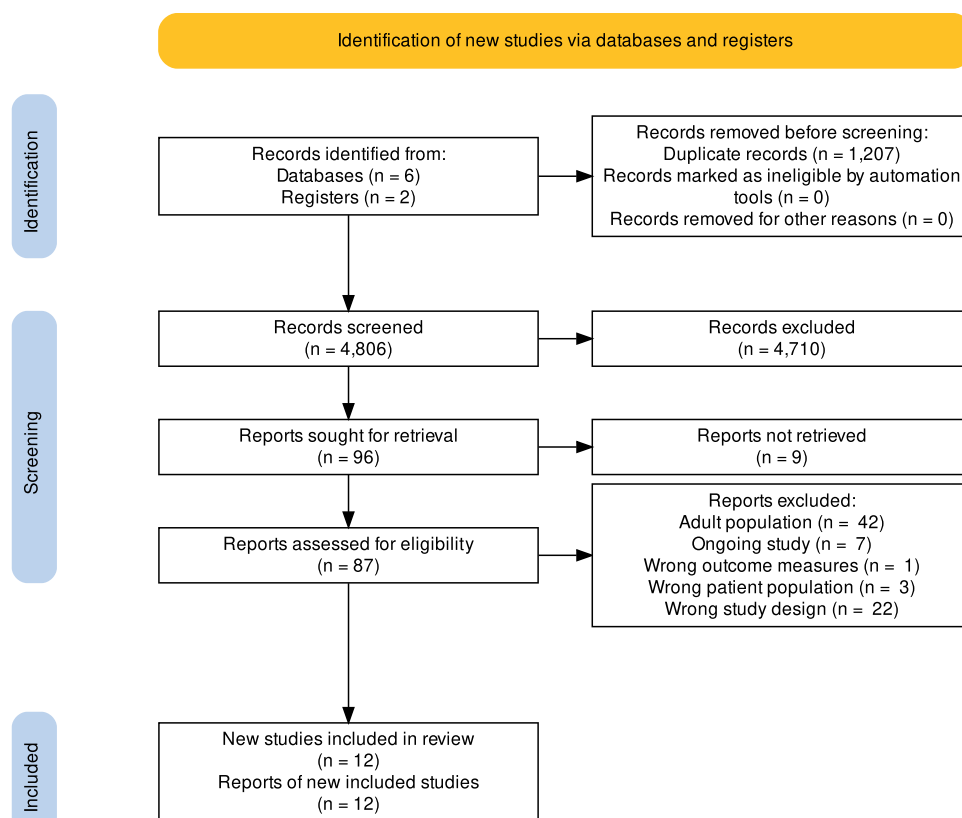 Identification of new studies via databases and registers
Identification
Records identified from:
Databases (n = 6)
Registers (n = 2)
Records removed before screening:
Duplicate records (n = 1,207)
Records marked as ineligible by automation
tools (n = 0)
Records removed for other reasons (n = 0)
Screening
Records screened
(n = 4,806)
Records excluded
(n = 4,710)
Reports sought for retrieval
(n = 96)
Reports not retrieved
(n = 9)
Reports assessed for eligibility
(n = 87)
Reports excluded:
Adult population (n = 42)
Ongoing study (n = 7)
Wrong outcome measures (n = 1)
Wrong patient population (n = 3)
Wrong study design (n = 22)
Included
New studies included in review
(n = 12)
Reports of new included studies
(n = 12)